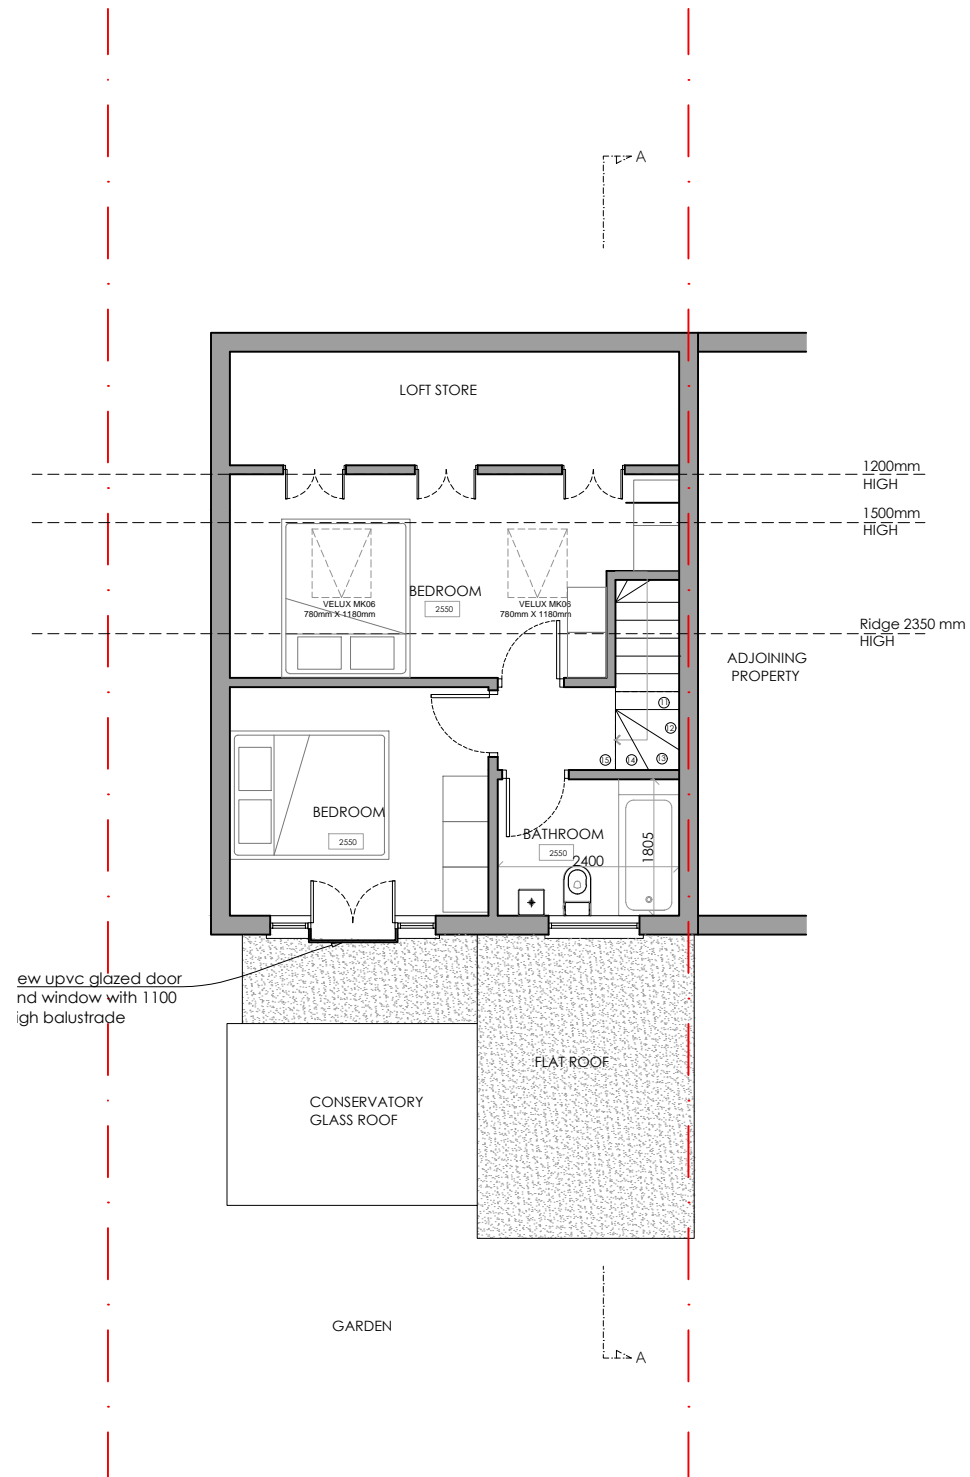 A
LOFT STORE
1200mm
HIGH
1500mm
HIGH
BEDROOM
2550
VELUX MK06
780mm X 1180mm
VELUX MK06
780mm X 1180mm
Ridge 2350 mm
HIGH
ADJOINING
PROPERTY
11
12
13
14
15
BEDROOM
2550
BATHROOM
2550
2400
1805
ew upvc glazed door
nd window with 1100
igh balustrade
FLAT ROOF
CONSERVATORY
GLASS ROOF
GARDEN
A